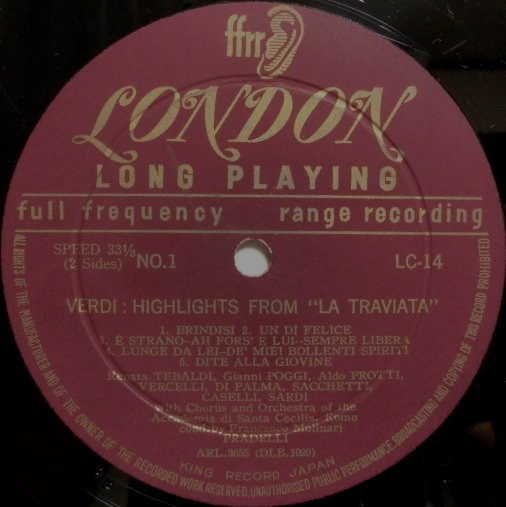 ffrr
LONDON
LONG PLAYING
full frequency range recording
SPEED 33⅓
(2 Sides) NO.1 LC-14
VERDI : HIGHLIGHTS FROM "LA TRAVIATA"
1. BRINDISI 2. UN DI FELICE
3. È STRANO-AH FORS' E LUI--SEMPRE LIBERA
4. LUNGE DA LEI-DE' MIEI BOLLENTI SPIRITI
5. DITE ALLA GIOVINE
Renata TEBALDI, Gianni POGGI, Aldo PROTTI,
VERCELLI, DI PALMA, SACCHETTI,
CASELLI, SARDI
with Chorus and Orchestra of the
Accademia di Santa Cecilia, Rome
cond. by Francesco Molinari
PRADELLI
ARL. 3655 (DLB. 1020)
KING RECORD JAPAN
ALL RIGHTS OF THE MANUFACTURER AND OF THE OWNER OF THE RECORDED WORK RESERVED. UNAUTHORISED PUBLIC PERFORMANCE, BROADCASTING AND COPYING OF THIS RECORD PROHIBITED